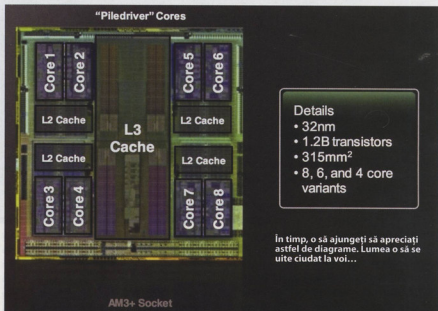 "Piledriver" Cores
Core 1
Core 2
Core 5
Core 6
L2 Cache
L2 Cache
L3
Cache
L2 Cache
L2 Cache
Core 3
Core 4
Core 7
Core 8
AM3+ Socket
Details
• 32nm
• 1.2B transistors
• 315mm²
• 8, 6, and 4 core
variants
În timp, o să ajungeți să apreciați
astfel de diagrame. Lumea o să se
uite ciudat la voi...